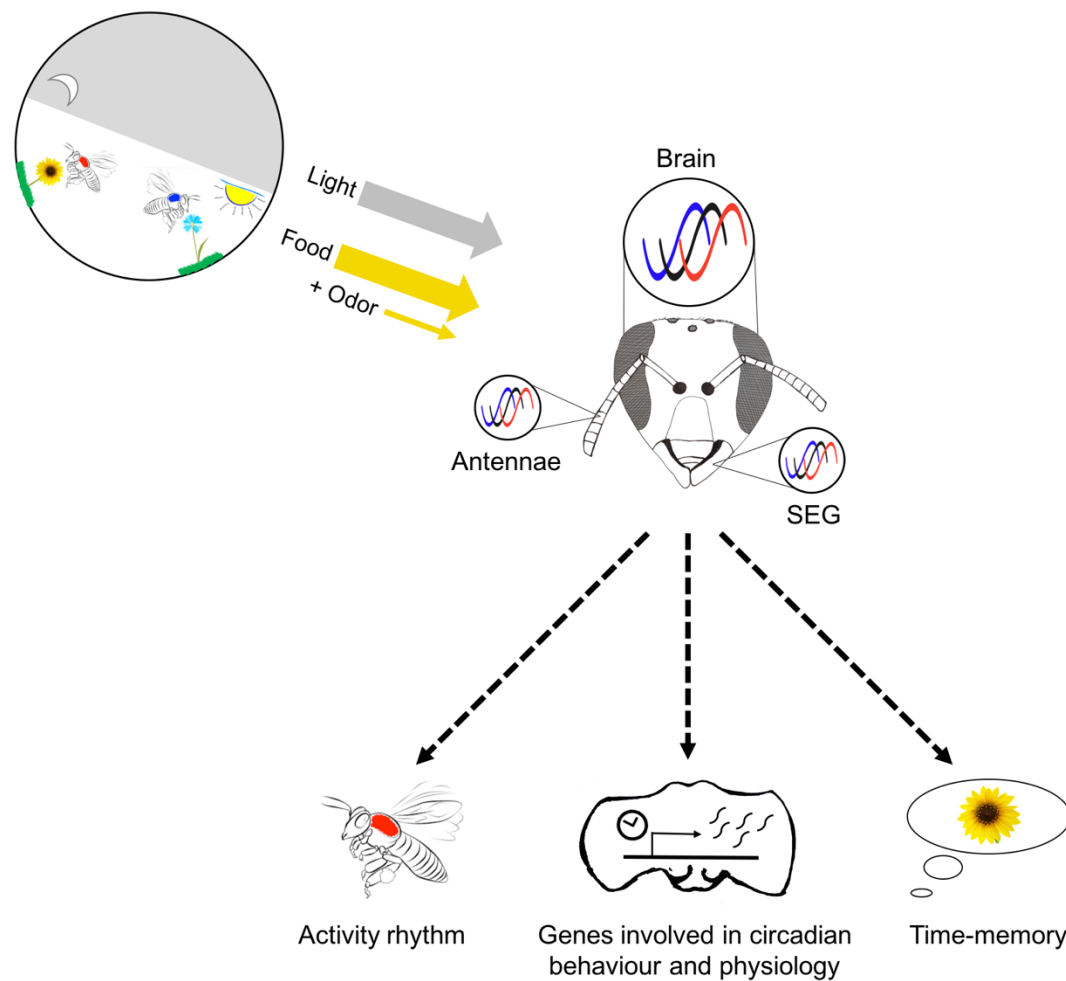 Light
Food
+ Odor
Brain
Antennae
SEG
Activity rhythm
Genes involved in circadian
behaviour and physiology
Time-memory